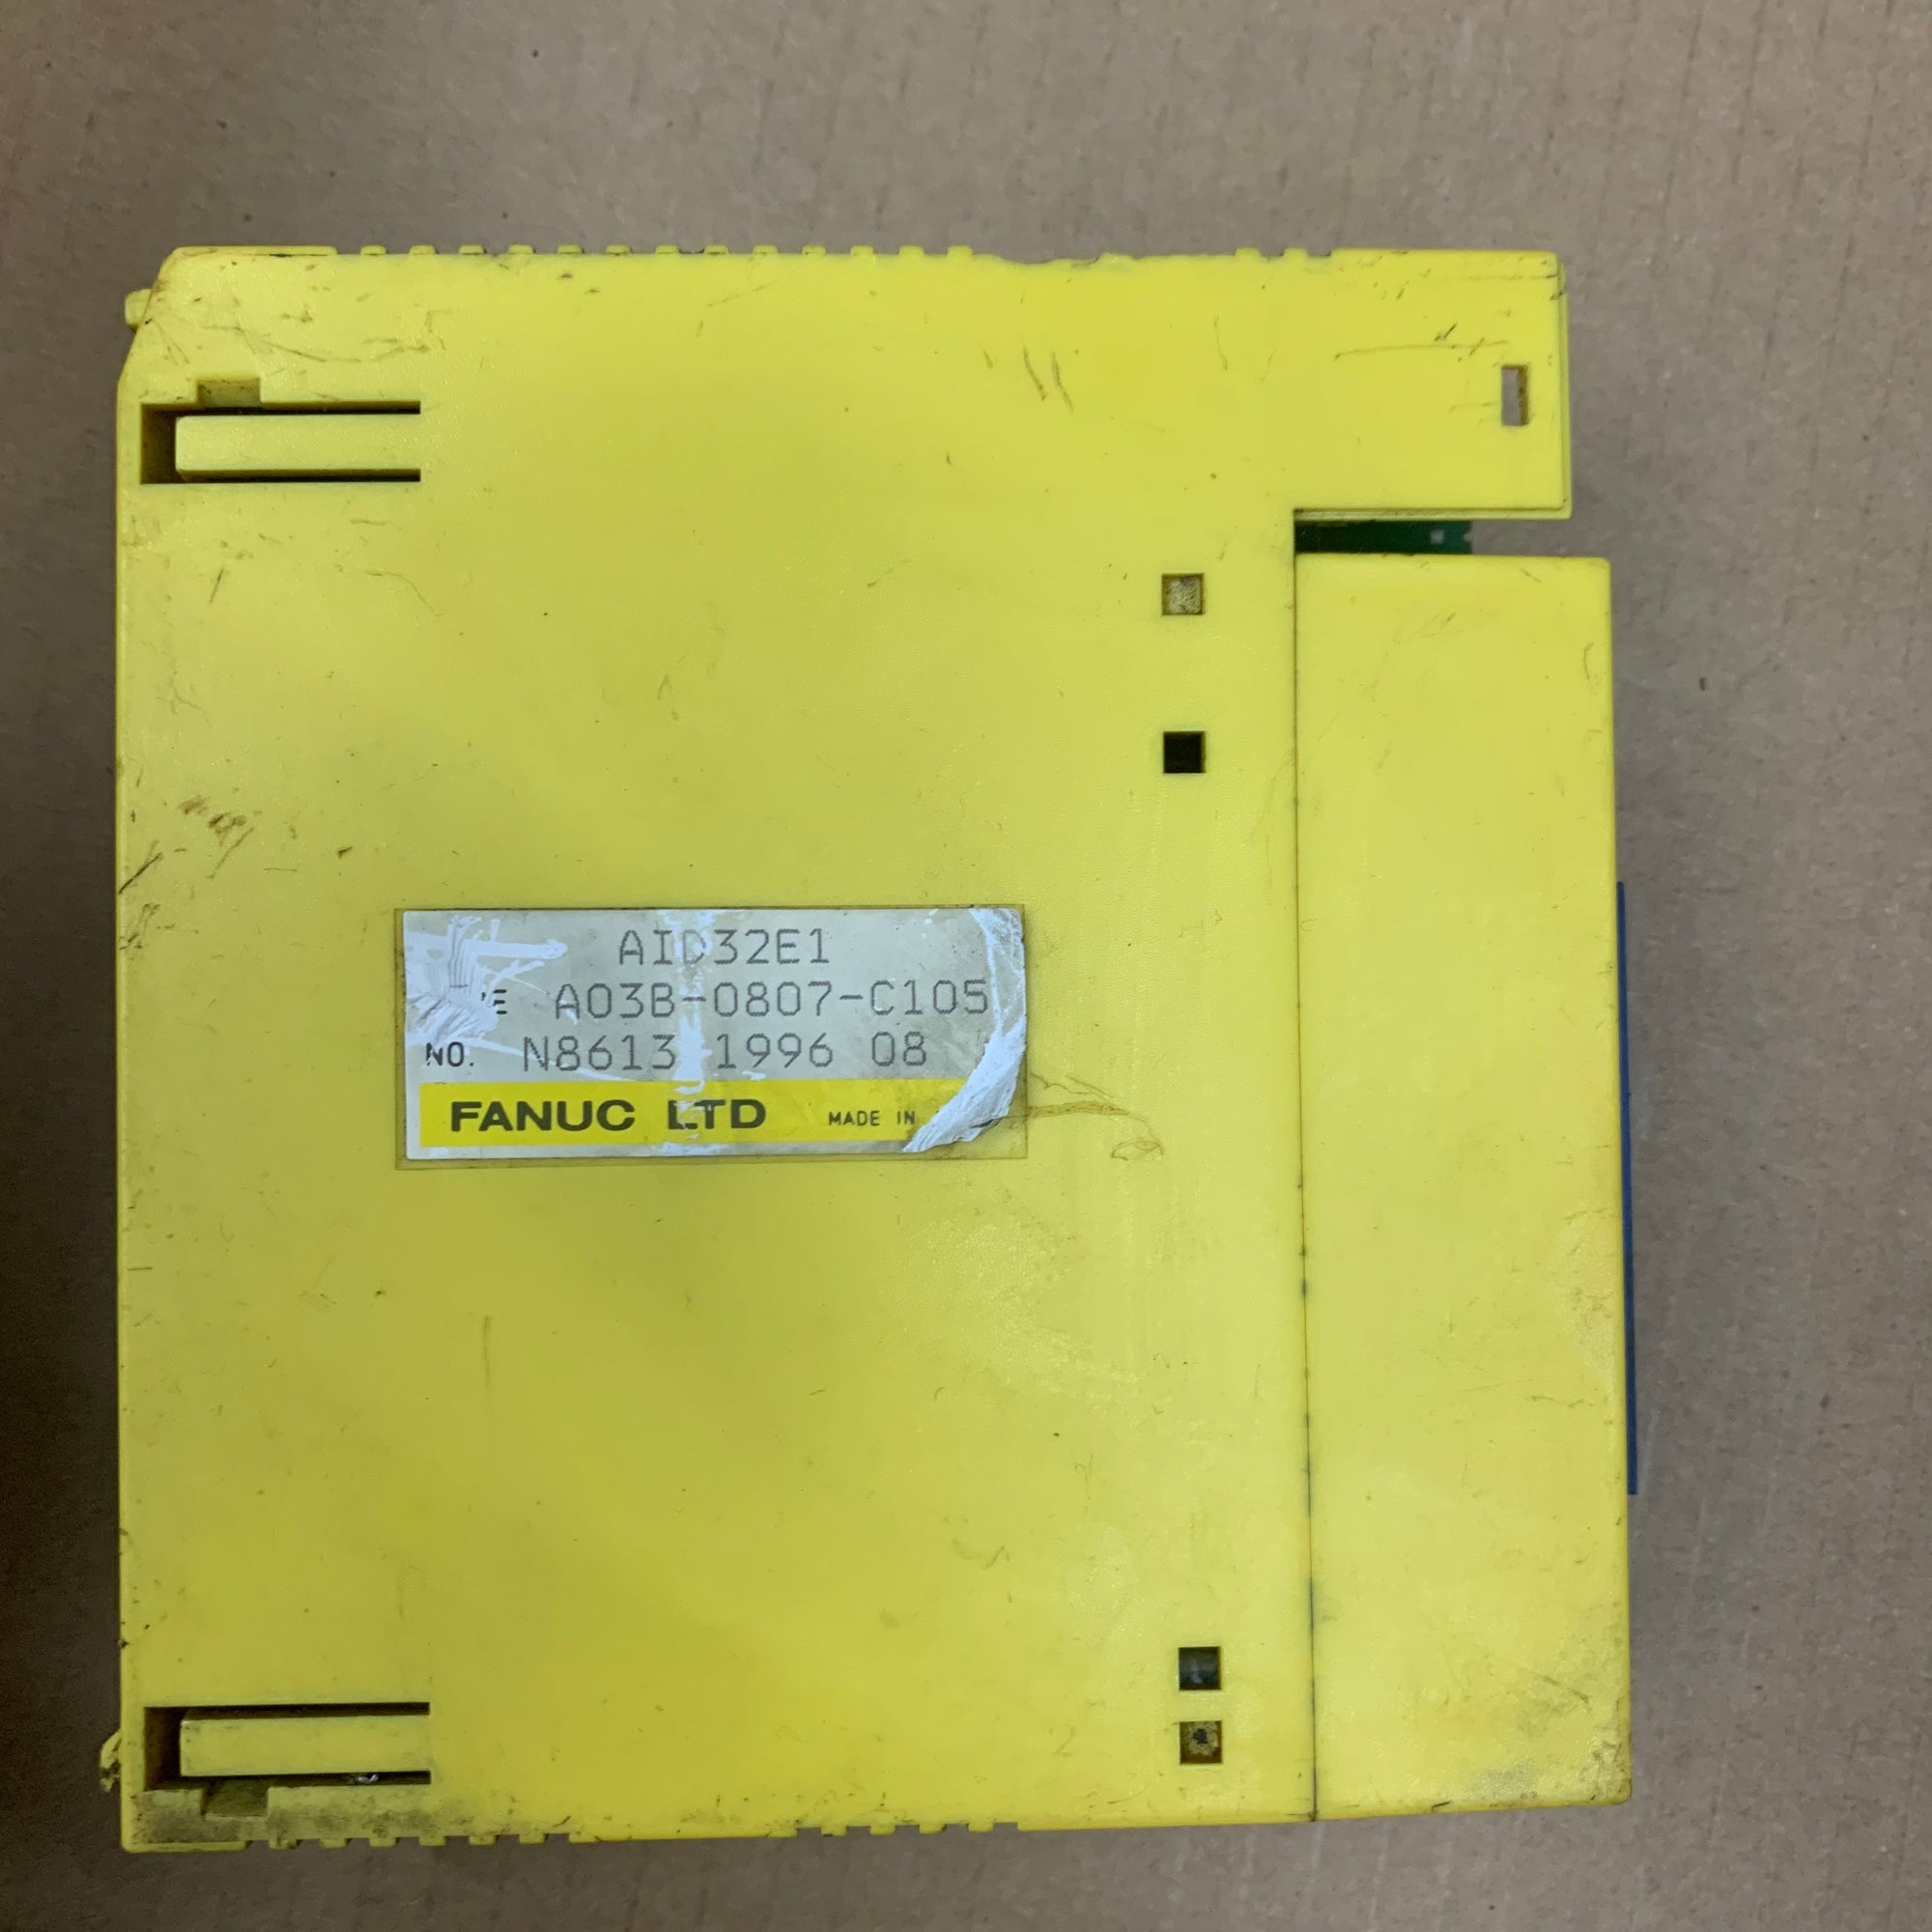 AID32E1
A03B-0807-C105
NO. N8613 1996 08
FANUC LTD MADE IN